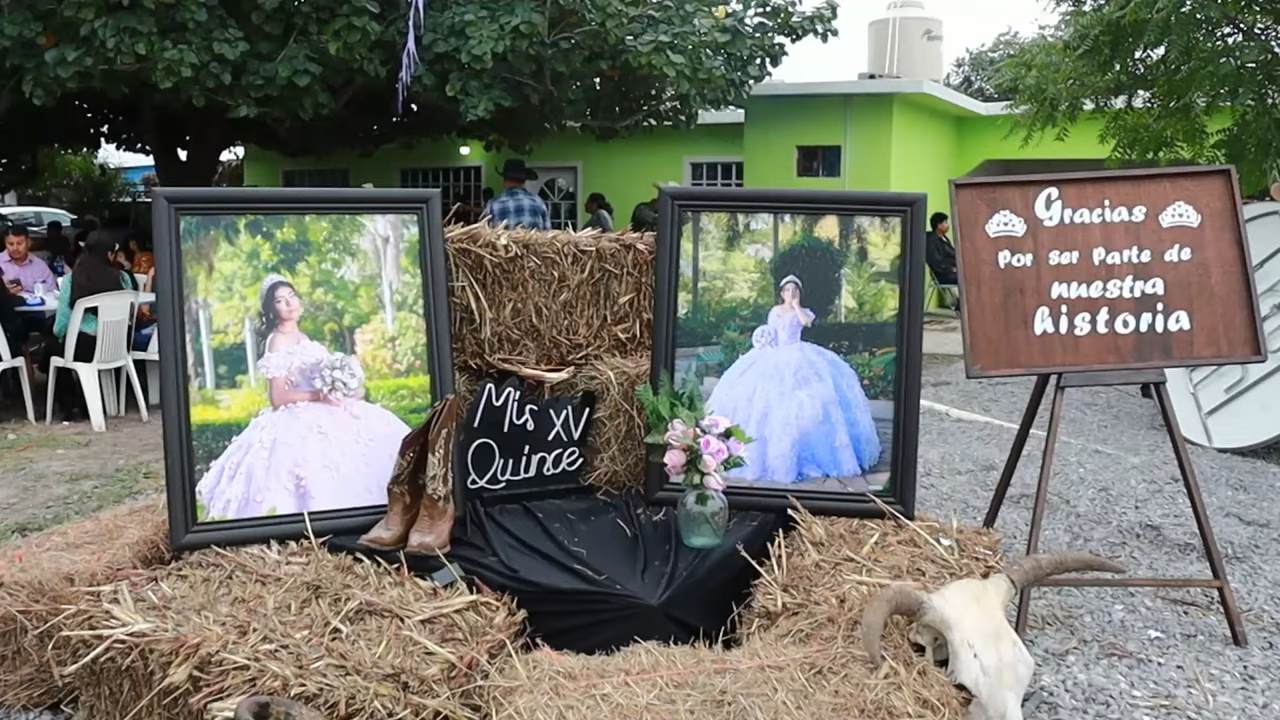 Mis XV
Quince
Gracias
Por ser Parte de
nuestra
historia